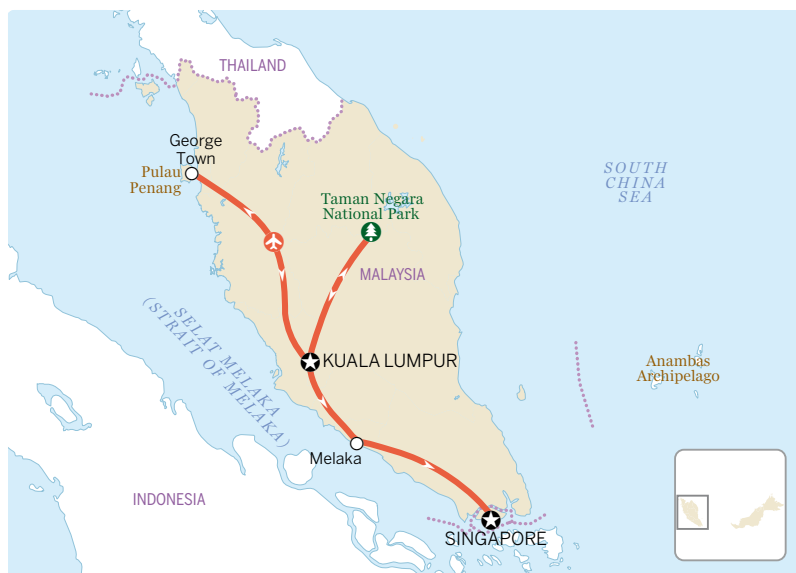 THAILAND
George
Town
Pulau
Penang
Taman Negara
National Park
SOUTH
CHINA
SEA
MALAYSIA
SELAT MELAKA
(STRAIT OF MELAKA)
KUALA LUMPUR
Anambas
Archipelago
Melaka
INDONESIA
SINGAPORE